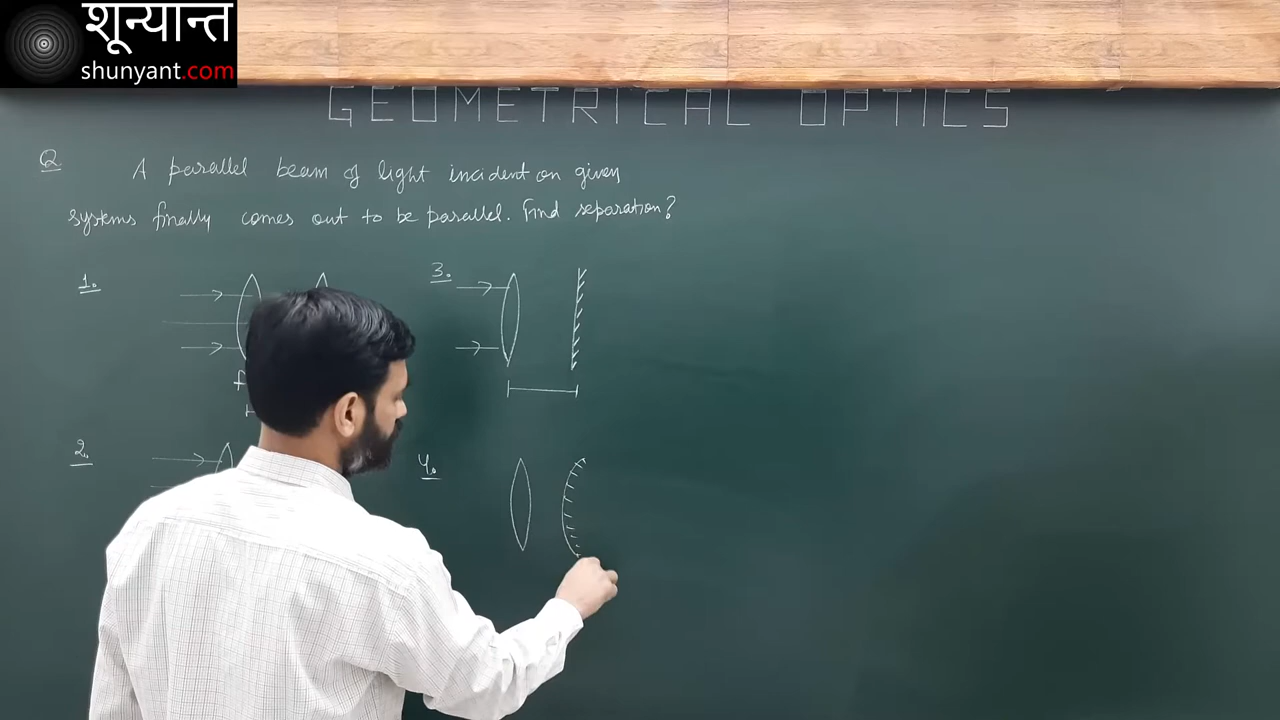 शून्यान्त
shunyant.com
GEOMETRICAL OPTICS
Q. A parallel beam of light incident on given
systems finally comes out to be parallel. Find separation?
1.
3.
f
2.
4.